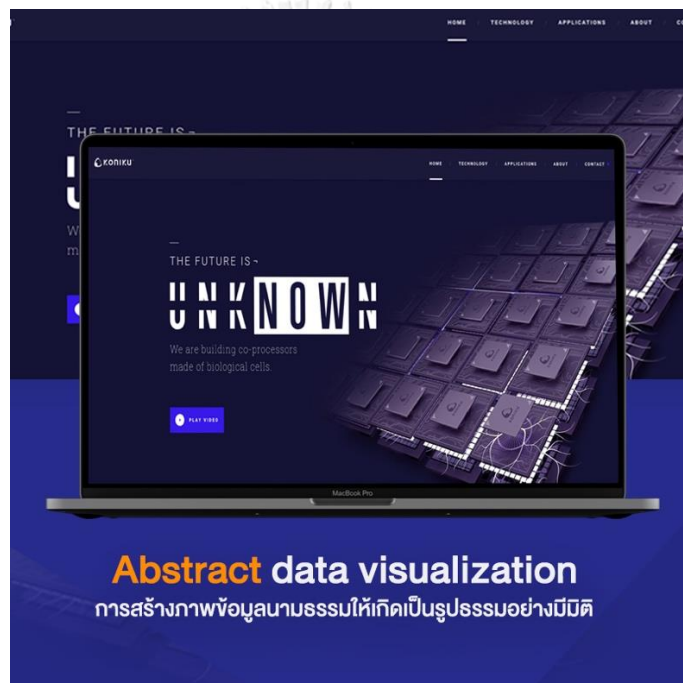 HOME TECHNOLOGY APPLICATIONS ABOUT
THE FUTURE IS ¬
KONIKU
HOME TECHNOLOGY APPLICATIONS ABOUT CONTACT
THE FUTURE IS ¬
UNKNOWN
We are building co-processors
made of biological cells.
PLAY VIDEO
MacBook Pro
Abstract data visualization
การสร้างภาพข้อมูลนามธรรมให้เกิดเป็นรูปธรรมอย่างมีมิติ